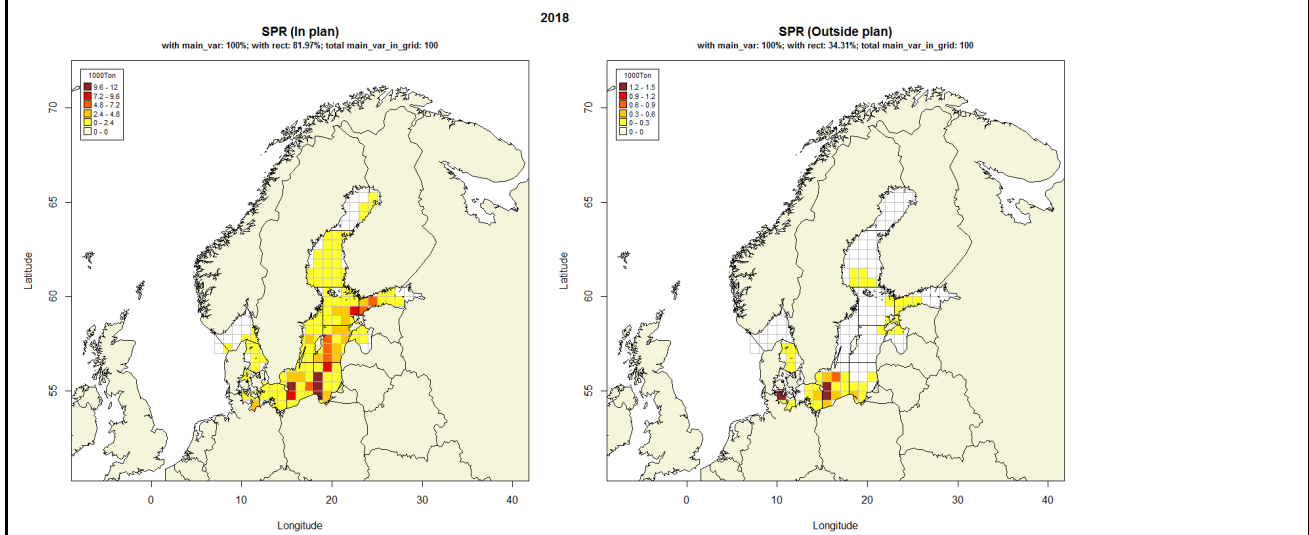 2018
SPR (In plan)
with main_var: 100%; with rect: 81.97%; total main_var_in_grid: 100
1000Ton
9.6 - 12
7.2 - 9.6
4.8 - 7.2
2.4 - 4.8
0 - 2.4
0 - 0
70
65
60
55
Latitude
0 10 20 30 40
Longitude
SPR (Outside plan)
with main_var: 100%; with rect: 34.31%; total main_var_in_grid: 100
1000Ton
1.2 - 1.5
0.9 - 1.2
0.6 - 0.9
0.3 - 0.6
0 - 0.3
0 - 0
70
65
60
55
Latitude
0 10 20 30 40
Longitude